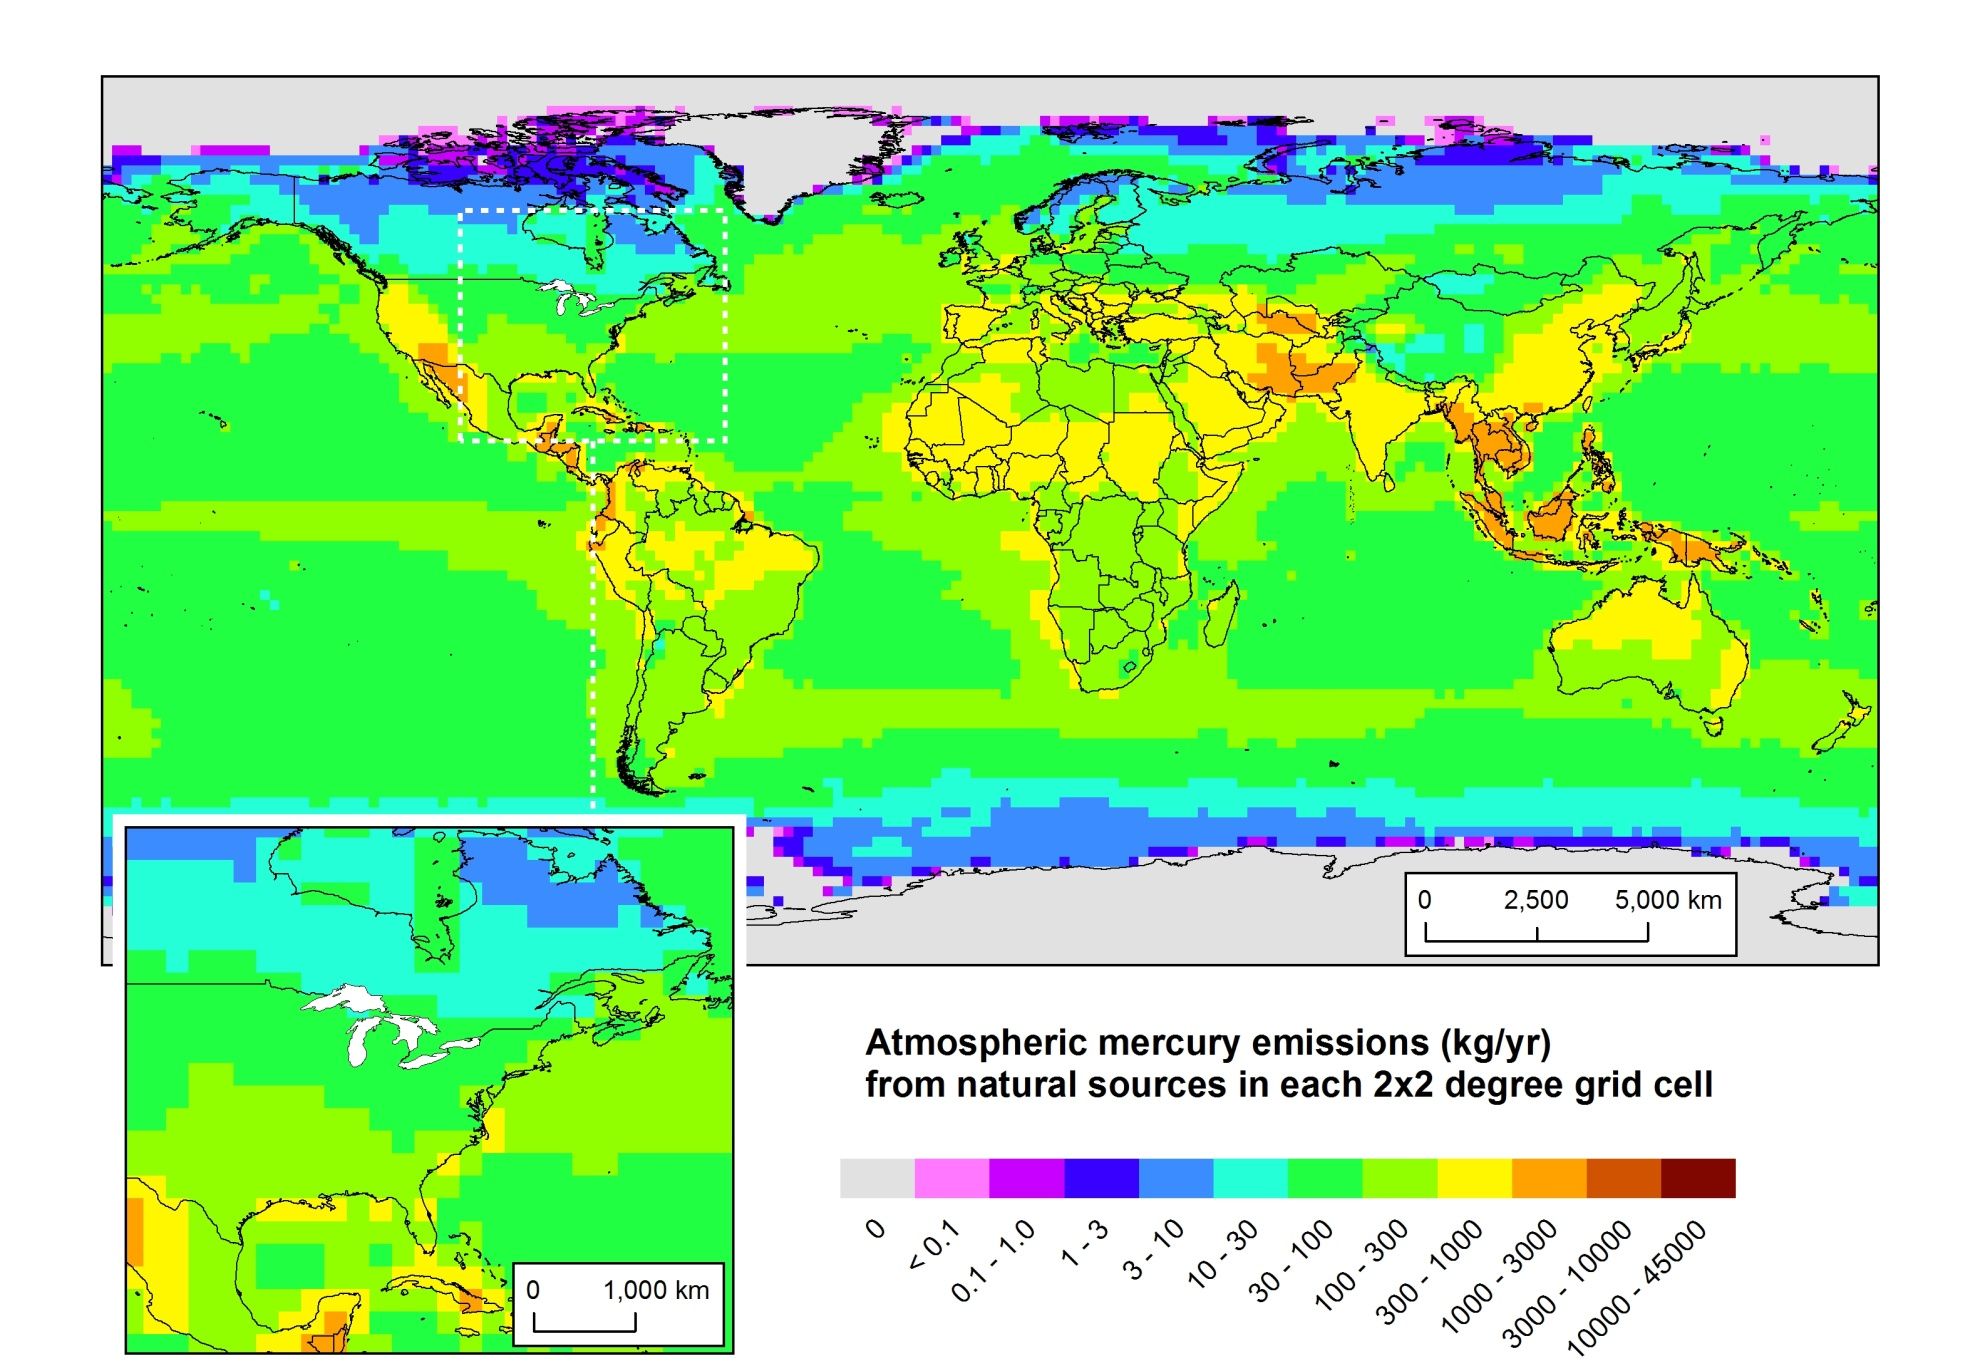 0 2,500 5,000 km
Atmospheric mercury emissions (kg/yr)
from natural sources in each 2x2 degree grid cell
0
< 0.1
0.1 - 1.0
1 - 3
3 - 10
10 - 30
30 - 100
100 - 300
300 - 1000
1000 - 3000
3000 - 10000
10000 - 45000
0 1,000 km